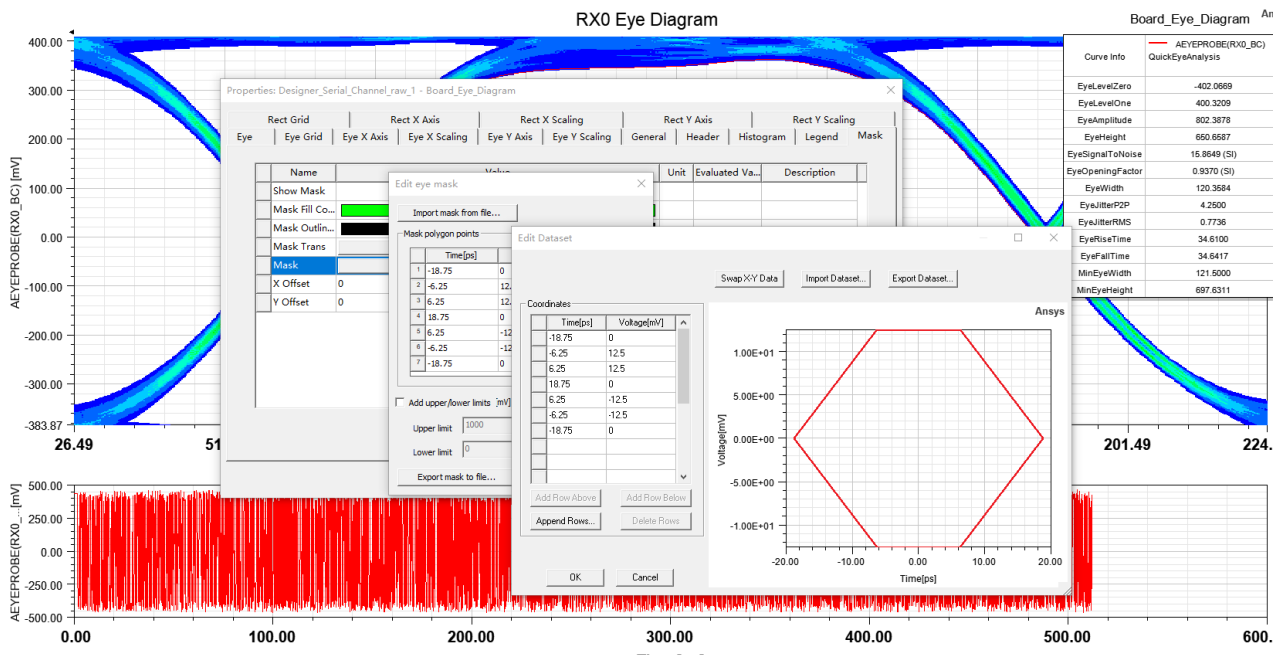 RX0 Eye Diagram
Board_Eye_Diagram
Curve Info AEYEPROBE(RX0_BC)
QuickEyeAnalysis
EyeLevelZero -402.0669
EyeLevelOne 400.3209
EyeAmplitude 802.3878
EyeHeight 650.6587
EyeSignalToNoise 15.8649 (SI)
EyeOpeningFactor 0.9370 (SI)
EyeWidth 120.3584
EyeJitterP2P 4.2500
EyeJitterRMS 0.7736
EyeRiseTime 34.6100
EyeFallTime 34.6417
MinEyeWidth 121.5000
MinEyeHeight 697.6311
AEYEPROBE(RX0_BC) [mV]
400.00
300.00
200.00
100.00
0.00
-100.00
-200.00
-300.00
-383.87
26.49 51 201.49 224.
Properties: Designer_Serial_Channel_raw_1 - Board_Eye_Diagram
Rect Grid Rect X Axis Rect X Scaling Rect Y Axis Rect Y Scaling
Eye Eye Grid Eye X Axis Eye X Scaling Eye Y Axis Eye Y Scaling General Header Histogram Legend Mask
Name Unit Evaluated Va... Description
Show Mask
Mask Fill Co...
Mask Outlin...
Mask Trans
Mask
X Offset 0
Y Offset 0
Edit eye mask
Import mask from file...
Mask polygon points
Time[ps]
1 -18.75 0
2 -6.25 12.
3 6.25 12.
4 18.75 0
5 6.25 -12
6 -6.25 -12
7 -18.75 0
Add upper/lower limits [mV]
Upper limit 1000
Lower limit 0
Export mask to file...
Edit Dataset
Swap X-Y Data Import Dataset... Export Dataset...
Coordinates
Time[ps] Voltage[mV]
-18.75 0
-6.25 12.5
6.25 12.5
18.75 0
6.25 -12.5
-6.25 -12.5
-18.75 0
Add Row Above Add Row Below
Append Rows... Delete Rows
OK Cancel
Ansys
Voltage[mV]
1.00E+01
5.00E+00
0.00E+00
-5.00E+00
-1.00E+01
-20.00 -10.00 0.00 10.00 20.00
Time[ps]
AEYEPROBE(RX0_...[mV]
500.00
250.00
0.00
-250.00
-500.00
0.00 100.00 200.00 300.00 400.00 500.00 600.